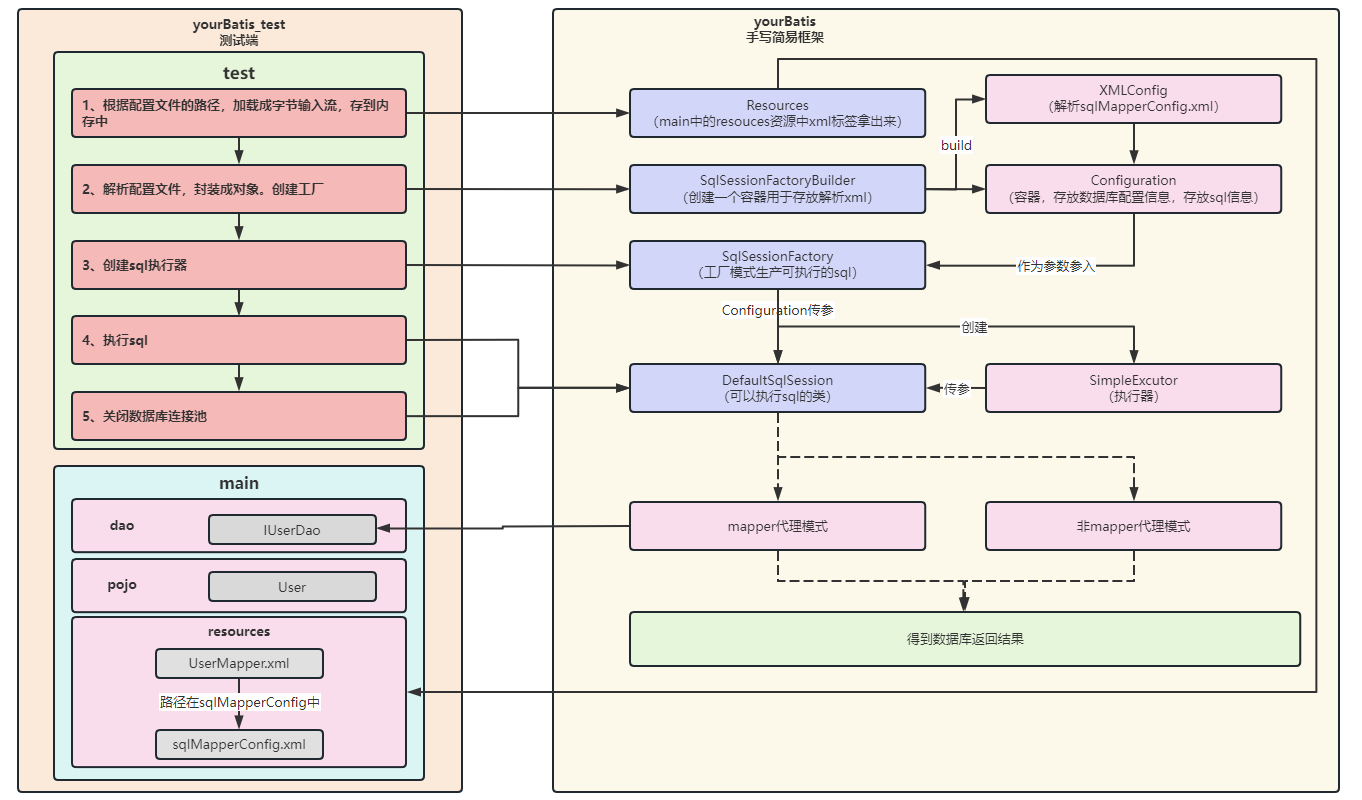 yourBatis_test
测试端
test
1、根据配置文件的路径，加载成字节输入流，存到内
存中
2、解析配置文件，封装成对象。创建工厂
3、创建sql执行器
4、执行sql
5、关闭数据库连接池
main
dao
IUserDao
pojo
User
resources
UserMapper.xml
路径在sqlMapperConfig中
sqlMapperConfig.xml
yourBatis
手写简易框架
Resources
（main中的resouces资源中xml标签拿出来）
XMLConfig
（解析sqlMapperConfig.xml）
build
SqlSessionFactoryBuilder
（创建一个容器用于存放解析xml）
Configuration
（容器，存放数据库配置信息，存放sql信息）
SqlSessionFactory
（工厂模式生产可执行的sql）
作为参数参入
Configuration传参
创建
DefaultSqlSession
（可以执行sql的类）
传参
SimpleExcutor
（执行器）
mapper代理模式
非mapper代理模式
得到数据库返回结果